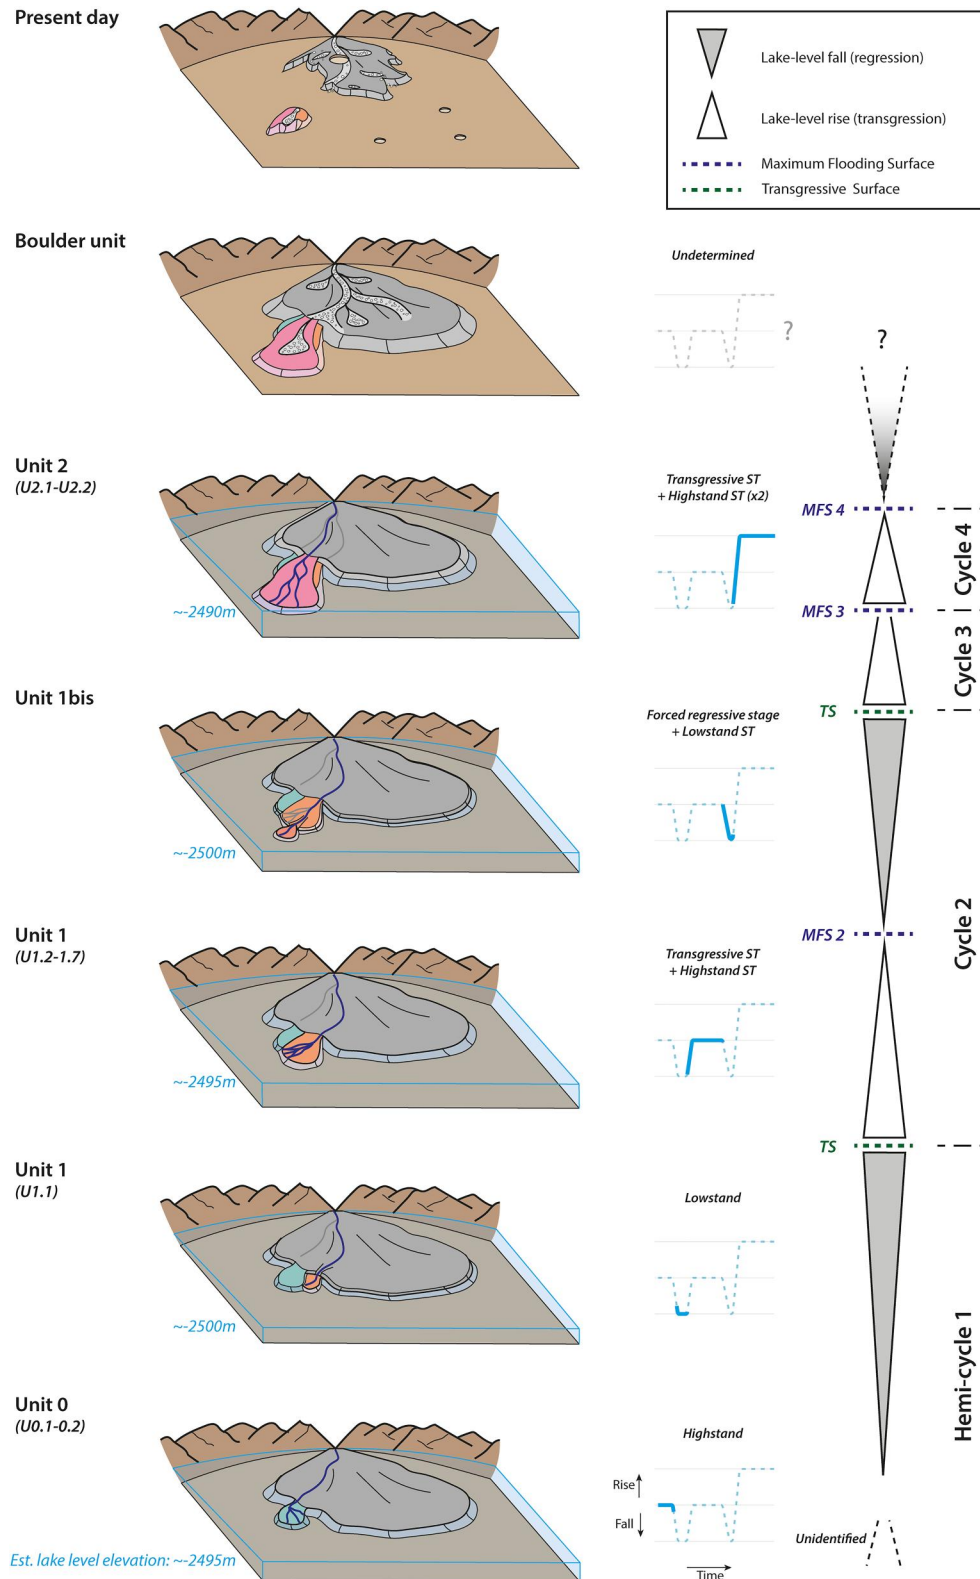 Present day
Lake-level fall (regression)
Lake-level rise (transgression)
Maximum Flooding Surface
Transgressive Surface
Boulder unit
Undetermined
?
?
Unit 2
(U2.1-U2.2)
Transgressive ST
+ Highstand ST (x2)
MFS 4
Cycle 4
~-2490m
MFS 3
Cycle 3
Unit 1bis
Forced regressive stage
+ Lowstand ST
TS
~-2500m
Cycle 2
Unit 1
(U1.2-1.7)
Transgressive ST
+ Highstand ST
MFS 2
~-2495m
TS
Unit 1
(U1.1)
Lowstand
~-2500m
Hemi-cycle 1
Unit 0
(U0.1-0.2)
Highstand
Rise
Fall
Unidentified
Est. lake level elevation: ~-2495m
Time